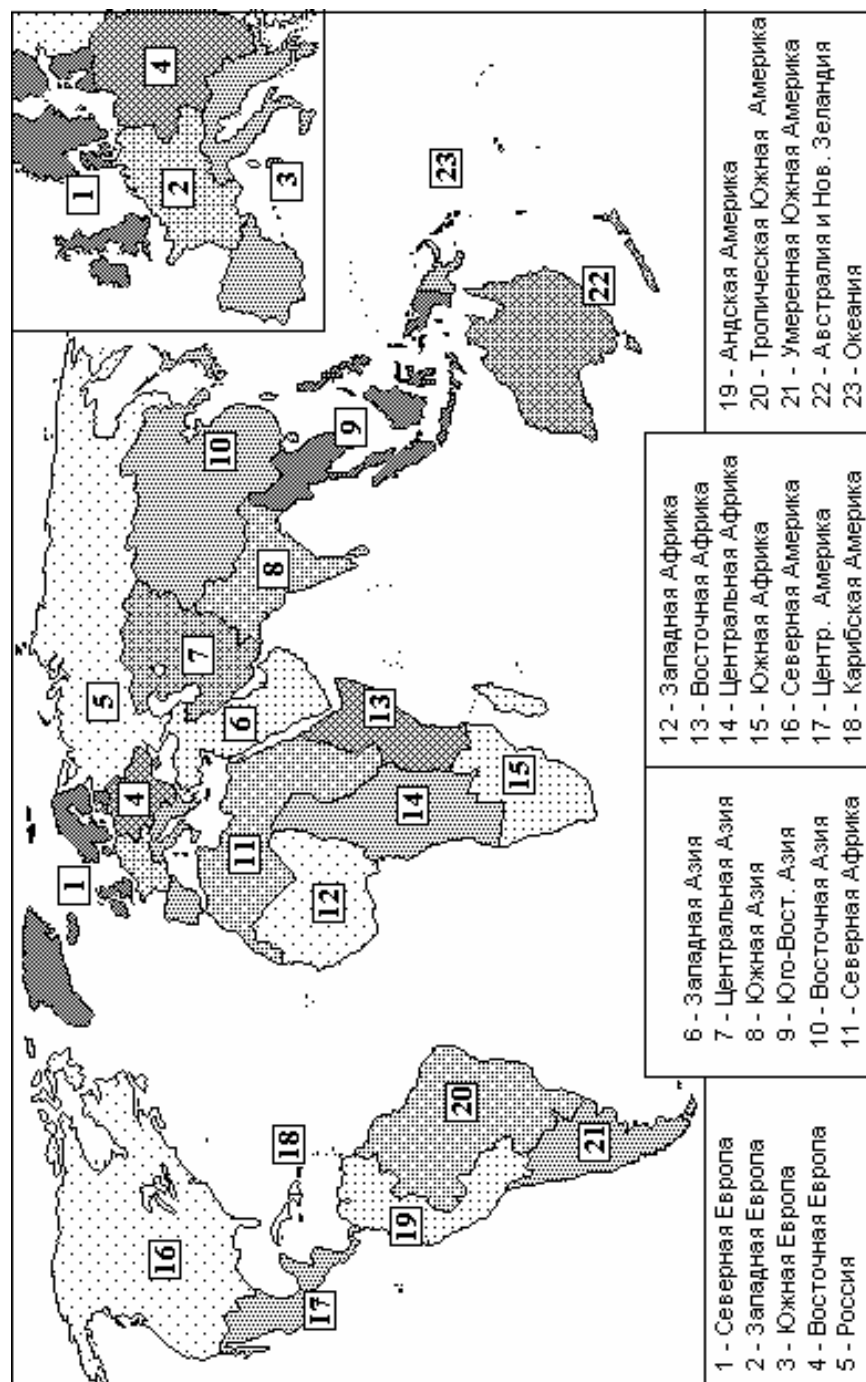 1
2
3
4
16
17
18
19
20
21
1
4
5
6
7
8
9
10
11
12
13
14
15
22
23
1 - Северная Европа
2 - Западная Европа
3 - Южная Европа
4 - Восточная Европа
5 - Россия
6 - Западная Азия
7 - Центральная Азия
8 - Южная Азия
9 - Юго-Вост. Азия
10 - Восточная Азия
11 - Северная Африка
12 - Западная Африка
13 - Восточная Африка
14 - Центральная Африка
15 - Южная Африка
16 - Северная Америка
17 - Центр. Америка
18 - Карибская Америка
19 - Андская Америка
20 - Тропическая Южная Америка
21 - Умеренная Южная Америка
22 - Австралия и Нов. Зеландия
23 - Океания